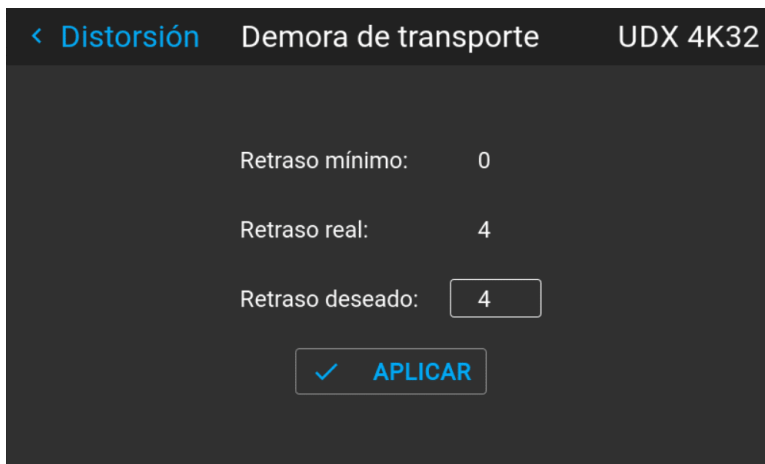 Distorsión Demora de transporte UDX 4K32
Retraso mínimo: 0
Retraso real: 4
Retraso deseado: 4
APLICAR